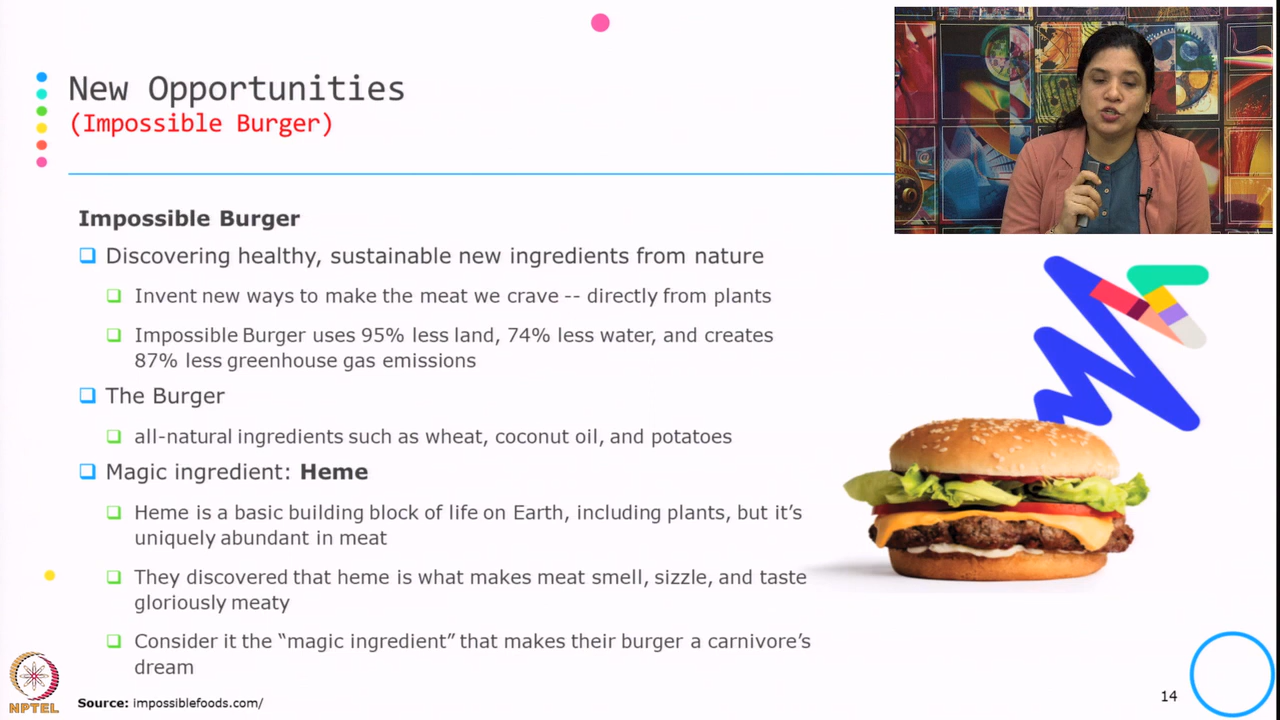 New Opportunities
(Impossible Burger)
Impossible Burger
Discovering healthy, sustainable new ingredients from nature
Invent new ways to make the meat we crave -- directly from plants
Impossible Burger uses 95% less land, 74% less water, and creates
87% less greenhouse gas emissions
The Burger
all-natural ingredients such as wheat, coconut oil, and potatoes
Magic ingredient: Heme
Heme is a basic building block of life on Earth, including plants, but it’s
uniquely abundant in meat
They discovered that heme is what makes meat smell, sizzle, and taste
gloriously meaty
Consider it the “magic ingredient” that makes their burger a carnivore’s
dream
NPTEL
Source: impossiblefoods.com/
14